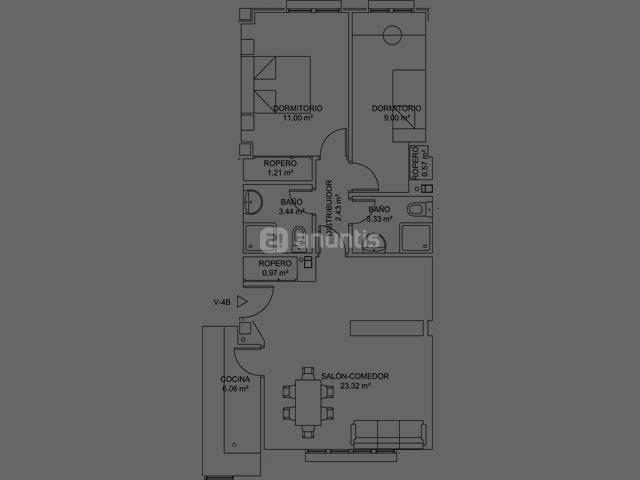 DORMITORIO
11.00 m²
DORMITORIO
9.00 m²
ROPERO
1.21 m²
ROPERO
0.57 m²
BAÑO
3.44 m²
DISTRIBUIDOR
2.43 m²
BAÑO
3.33 m²
anuntis
ROPERO
0.97 m²
V-4B
COCINA
6.06 m²
SALÓN-COMEDOR
23.32 m²